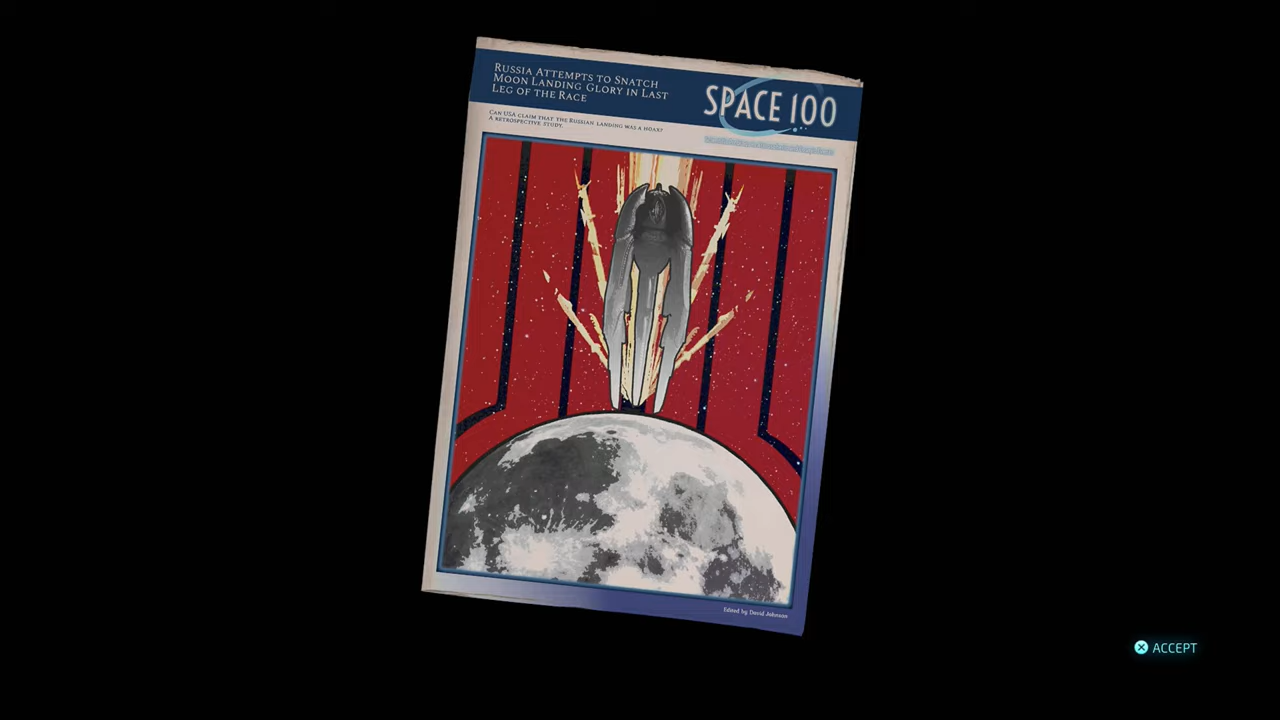 Russia Attempts to Snatch
Moon Landing Glory in Last
Leg of the Race
SPACE 100
Can USA claim that the Russian landing was a hoax?
A retrospective study.
Edited by David Johnson
ACCEPT